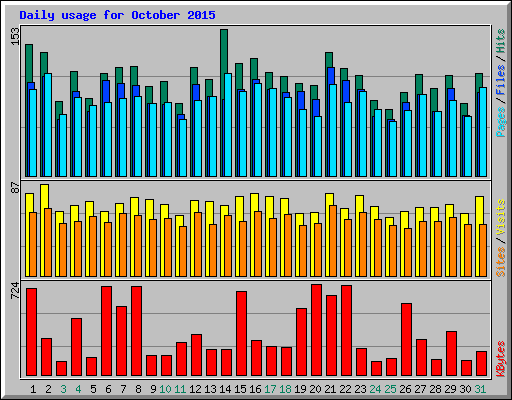 Daily usage for October 2015
153
Pages / Files / Hits
87
Sites / Visits
724
KBytes
1 2 3 4 5 6 7 8 9 10 11 12 13 14 15 16 17 18 19 20 21 22 23 24 25 26 27 28 29 30 31